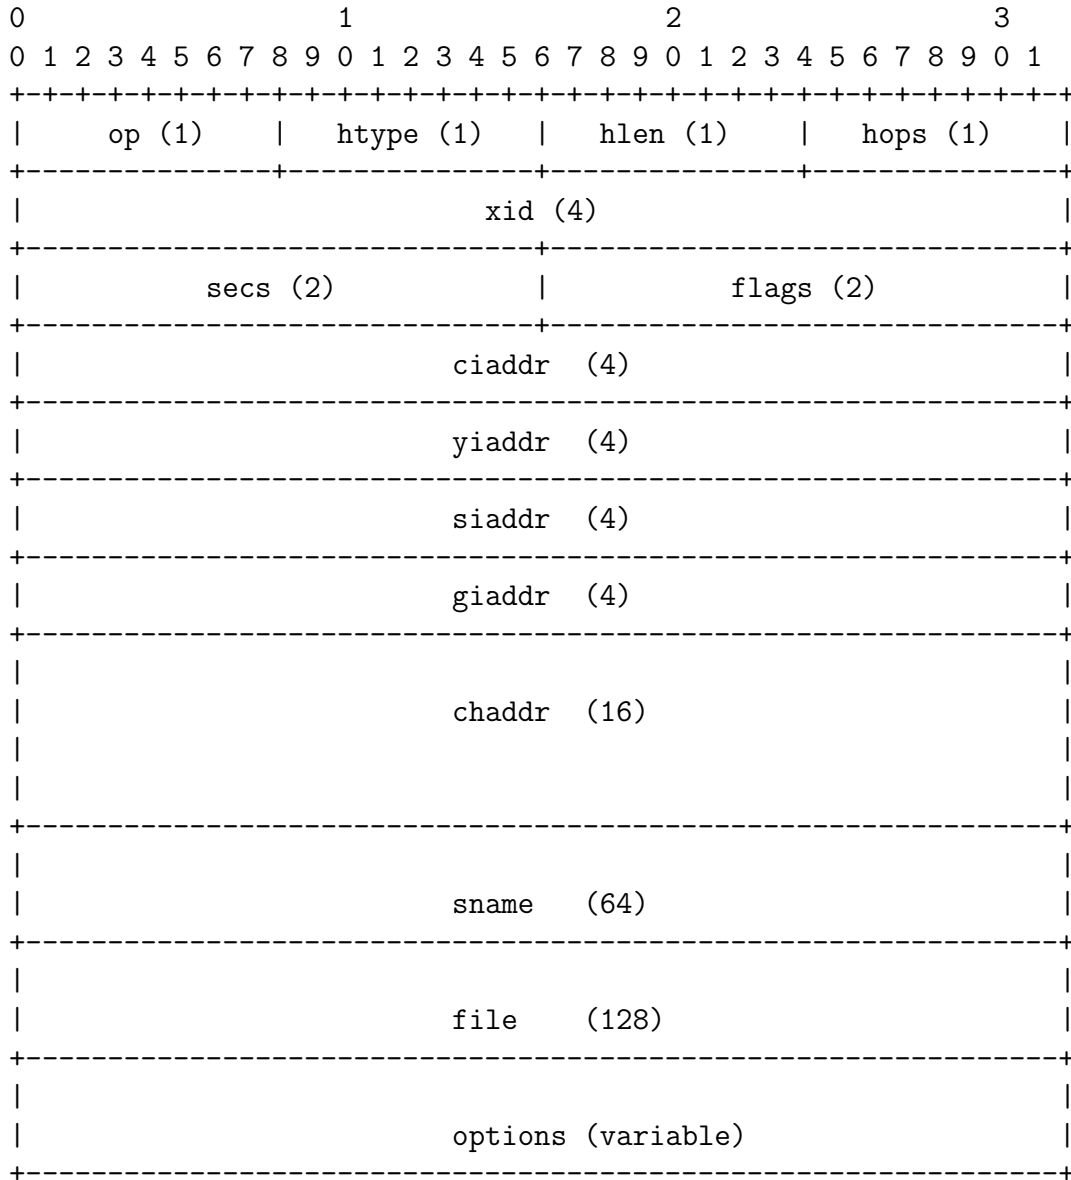 0                   1                   2                   3
0 1 2 3 4 5 6 7 8 9 0 1 2 3 4 5 6 7 8 9 0 1 2 3 4 5 6 7 8 9 0 1
+-+-+-+-+-+-+-+-+-+-+-+-+-+-+-+-+-+-+-+-+-+-+-+-+-+-+-+-+-+-+-+-+
|     op (1)    |   htype (1)   |   hlen (1)    |   hops (1)    |
+---------------+---------------+---------------+---------------+
|                            xid (4)                            |
+-------------------------------+-------------------------------+
|           secs (2)            |           flags (2)           |
+-------------------------------+-------------------------------+
|                          ciaddr  (4)                          |
+---------------------------------------------------------------+
|                          yiaddr  (4)                          |
+---------------------------------------------------------------+
|                          siaddr  (4)                          |
+---------------------------------------------------------------+
|                          giaddr  (4)                          |
+---------------------------------------------------------------+
|                                                               |
|                          chaddr  (16)                         |
|                                                               |
|                                                               |
+---------------------------------------------------------------+
|                                                               |
|                          sname   (64)                         |
+---------------------------------------------------------------+
|                                                               |
|                          file    (128)                        |
+---------------------------------------------------------------+
|                                                               |
|                          options (variable)                   |
+---------------------------------------------------------------+